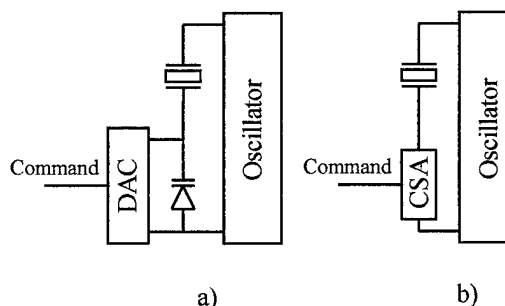 Command
DAC
Oscillator
a)
Command
CSA
Oscillator
b)